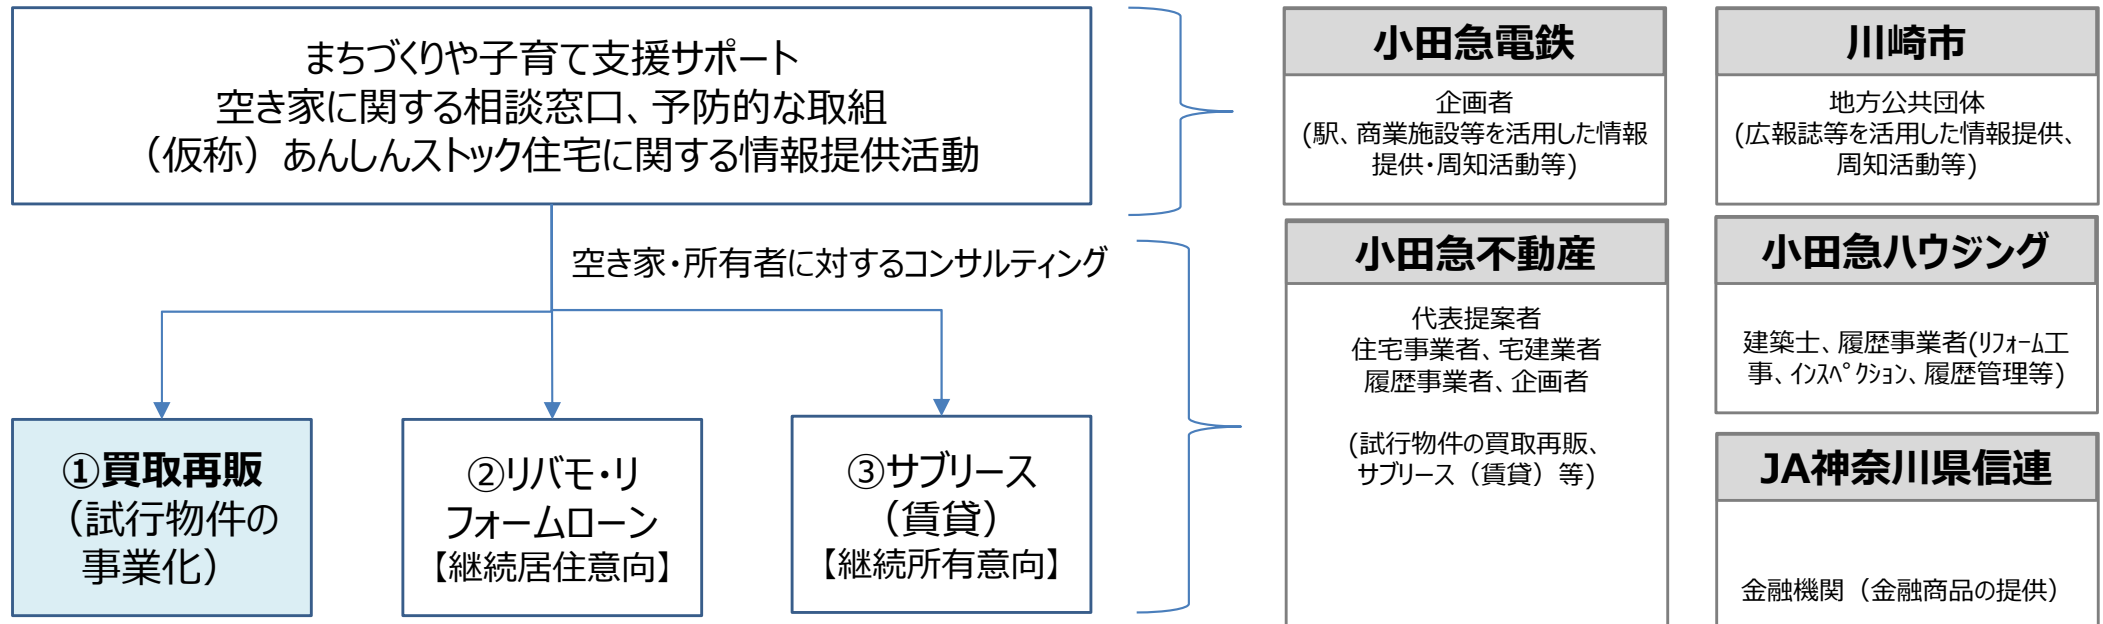 まちづくりや子育て支援サポート
空き家に関する相談窓口、予防的な取組
（仮称）あんしんストック住宅に関する情報提供活動
空き家・所有者に対するコンサルティング
①買取再販
（試行物件の
事業化）
②リバモ・リ
フォームローン
【継続居住意向】
③サブリース
（賃貸）
【継続所有意向】
小田急電鉄
企画者
(駅、商業施設等を活用した情報
提供・周知活動等)
川崎市
地方公共団体
(広報誌等を活用した情報提供、
周知活動等)
小田急不動産
代表提案者
住宅事業者、宅建業者
履歴事業者、企画者
(試行物件の買取再販、
サブリース（賃貸）等)
小田急ハウジング
建築士、履歴事業者(ﾘﾌｫｰﾑ工
事、ｲﾝｽﾍﾟｸｼｮﾝ、履歴管理等)
JA神奈川県信連
金融機関（金融商品の提供）